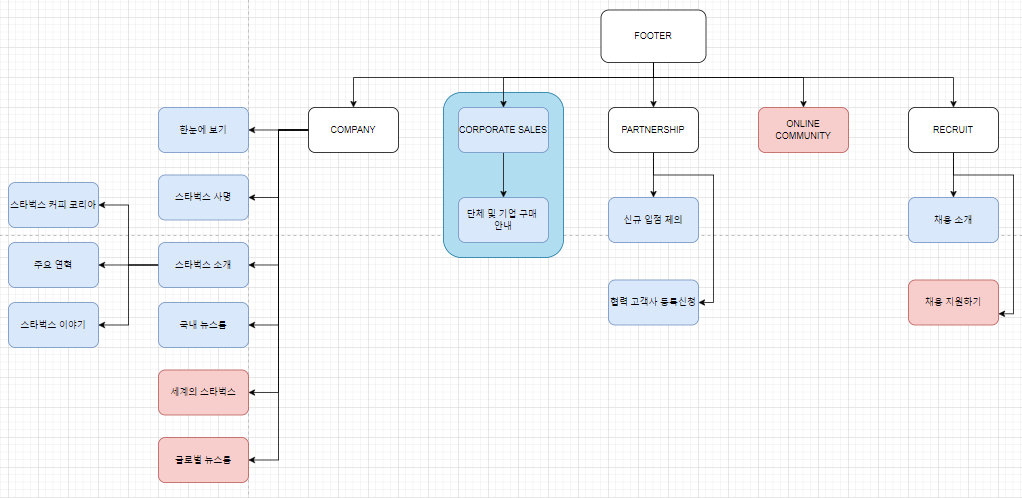 FOOTER
COMPANY
CORPORATE SALES
PARTNERSHIP
ONLINE
COMMUNITY
RECRUIT
한눈에 보기
스타벅스 사명
스타벅스 소개
국내 뉴스룸
세계의 스타벅스
글로벌 뉴스룸
스타벅스 커피 코리아
주요 연혁
스타벅스 이야기
단체 및 기업 구매
안내
신규 입점 제의
협력 고객사 등록신청
채용 소개
채용 지원하기